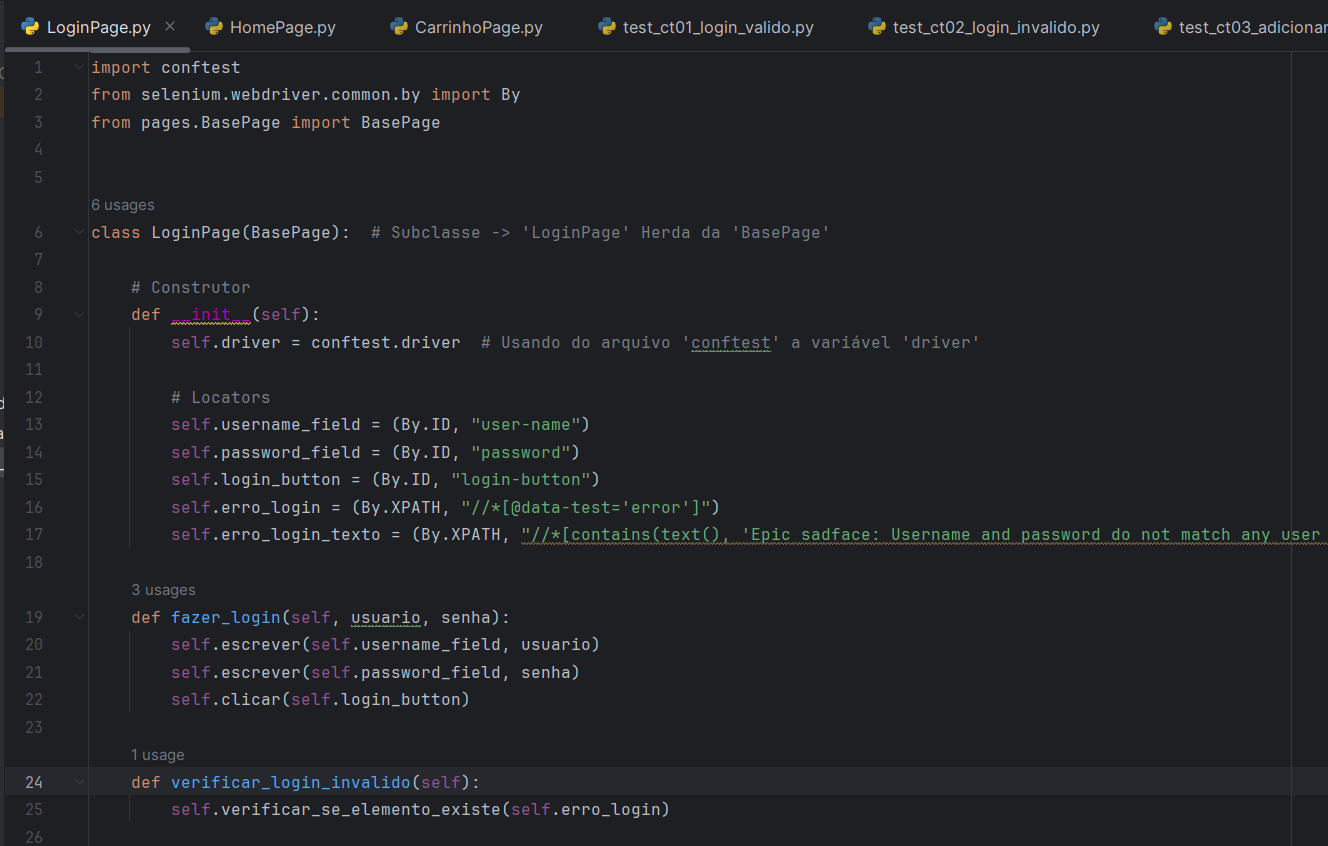 LoginPage.py HomePage.py CarrinhoPage.py test_ct01_login_valido.py test_ct02_login_invalido.py test_ct03_adicionar
1 import conftest
2 from selenium.webdriver.common.by import By
3 from pages.BasePage import BasePage
4
5
6 usages
6 class LoginPage(BasePage):  # Subclasse -> 'LoginPage' Herda da 'BasePage'
7
8     # Construtor
9     def __init__(self):
10         self.driver = conftest.driver  # Usando do arquivo 'conftest' a variável 'driver'
11
12         # Locators
13         self.username_field = (By.ID, "user-name")
14         self.password_field = (By.ID, "password")
15         self.login_button = (By.ID, "login-button")
16         self.erro_login = (By.XPATH, "//*[@data-test='error']")
17         self.erro_login_texto = (By.XPATH, "//*[contains(text(), 'Epic sadface: Username and password do not match any user
18
3 usages
19     def fazer_login(self, usuario, senha):
20         self.escrever(self.username_field, usuario)
21         self.escrever(self.password_field, senha)
22         self.clicar(self.login_button)
23
1 usage
24     def verificar_login_invalido(self):
25         self.verificar_se_elemento_existe(self.erro_login)
26